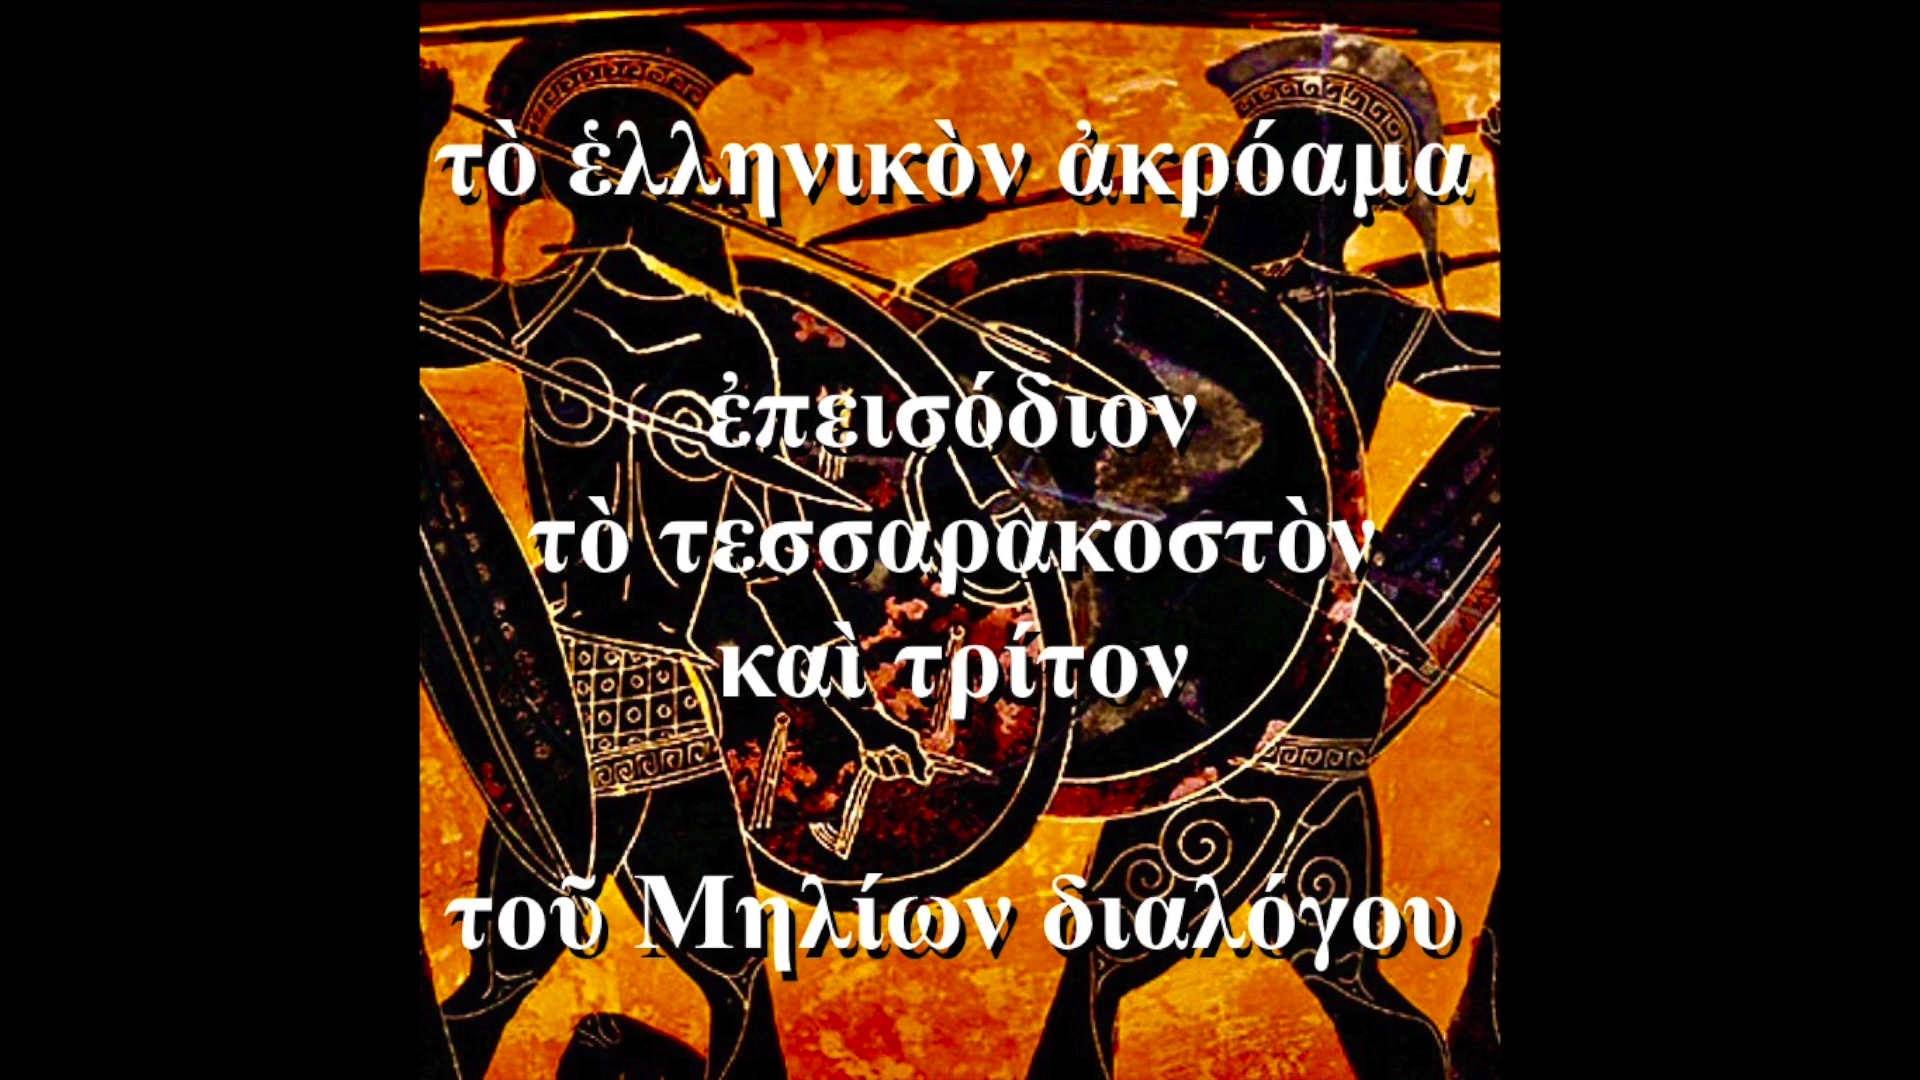 τὸ ἑλληνικὸν ἀκρόαμα
ἐπεισόδιον
τὸ τεσσαρακοστὸν
καὶ τρίτον
τοῦ Μηλίων διαλόγου